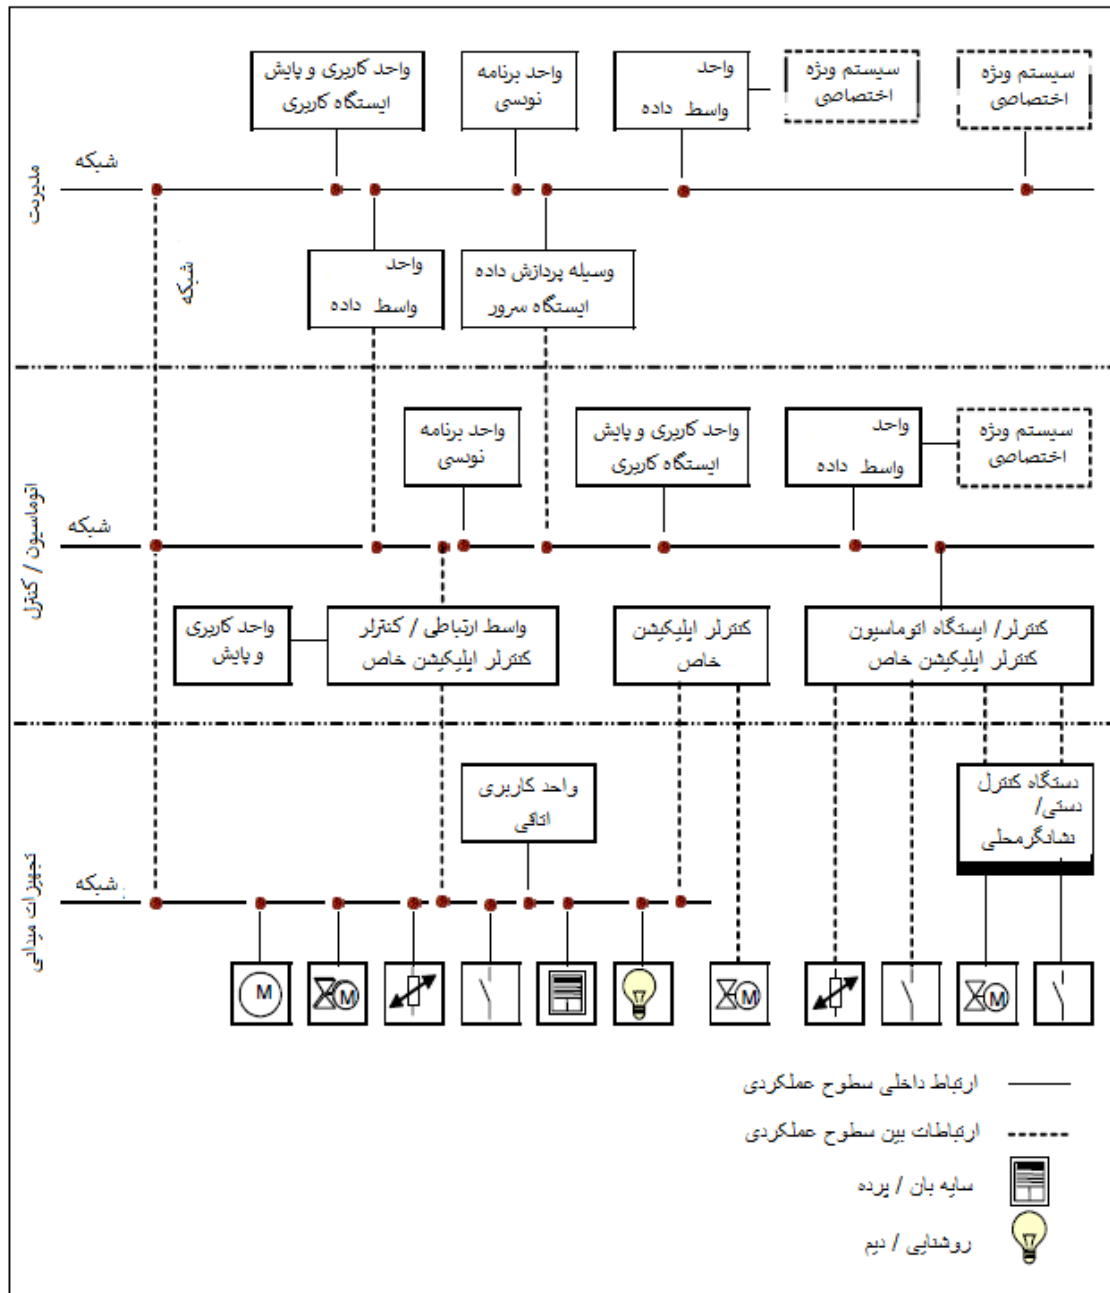 واحد کاربری و پایش
ایستگاه کاربری
واحد برنامه
نویسی
واحد
واسط داده
سیستم ویژه
اختصاصی
سیستم ویژه
اختصاصی
شبکه
مدیریت
شبکه
واحد
واسط داده
وسیله پردازش داده
ایستگاه سرور
واحد برنامه
نویسی
واحد کاربری و پایش
ایستگاه کاربری
واحد
واسط داده
سیستم ویژه
اختصاصی
شبکه
اتوماسیون / کنترل
واحد کاربری
و پایش
واسط ارتباطی / کنترلر
کنترلر اپلیکیشن خاص
کنترلر اپلیکیشن
خاص
کنترلر/ ایستگاه اتوماسیون
کنترلر اپلیکیشن خاص
واحد کاربری
اتاقی
دستگاه کنترل
دستی/
نشانگرمحلی
شبکه
تجهیزات میدانی
M
M
M
M
ارتباط داخلی سطوح عملکردی
ارتباطات بین سطوح عملکردی
سایه بان / پرده
روشنایی / دیم